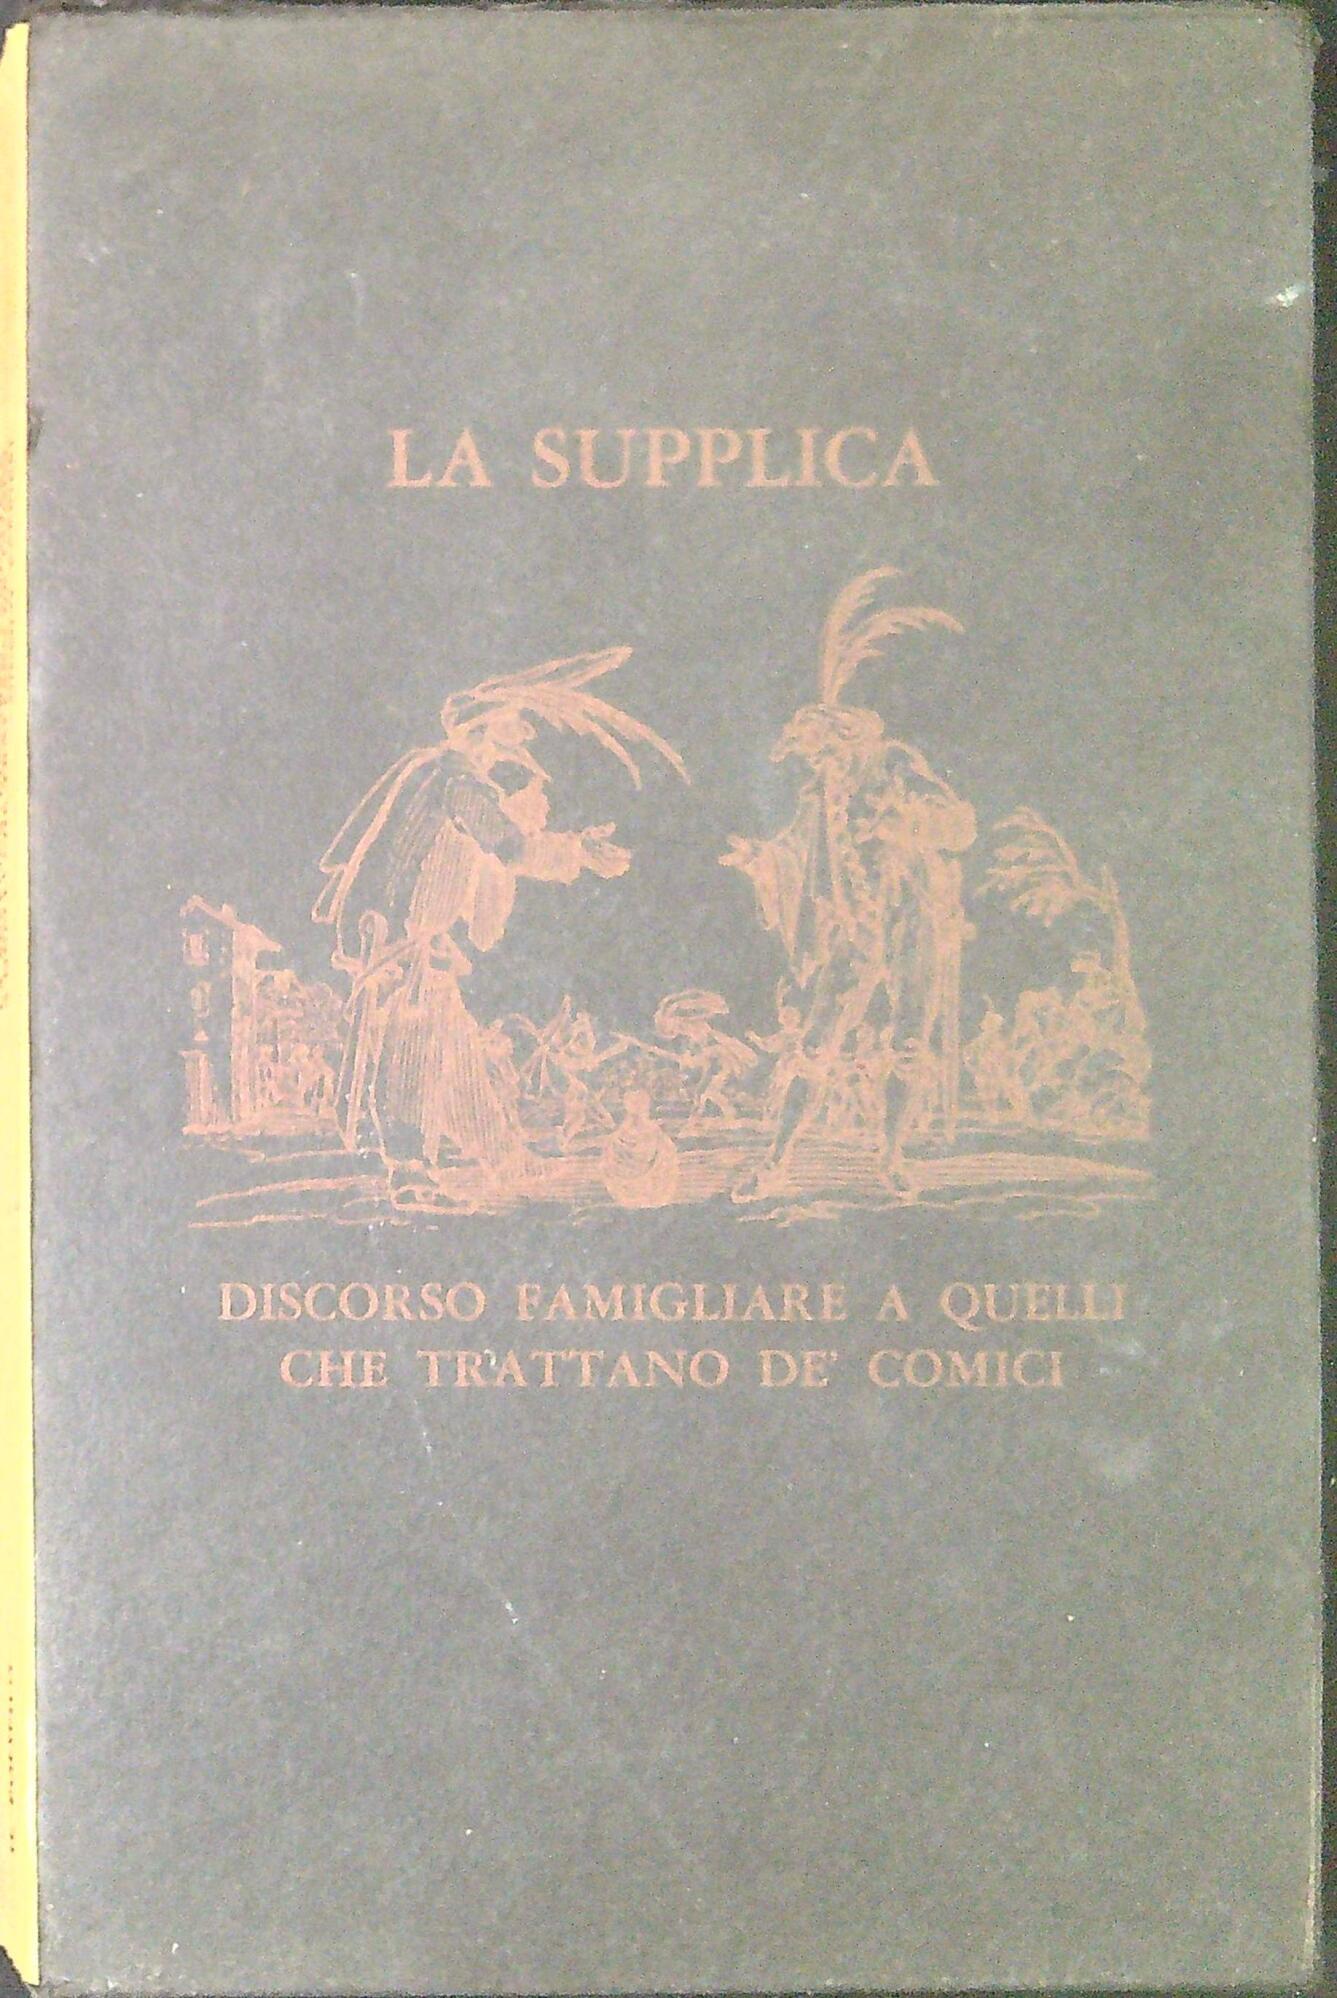 LA SUPPLICA
DISCORSO FAMIGLIARE A QUELLI
CHE TRATTANO DE' COMICI